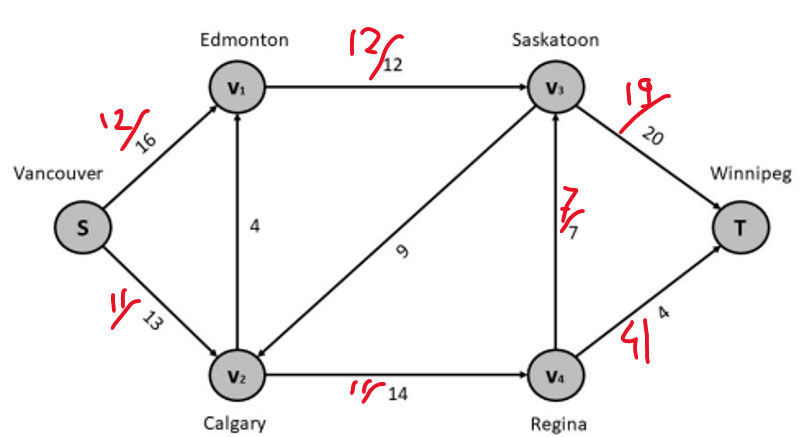 Edmonton
12/
12
Saskatoon
V₁
V₃
19/
20
12/
16
Vancouver
Winnipeg
S
4
9
7/
7
T
11/
13
4/
4
V₂
11/
14
V₄
Calgary
Regina